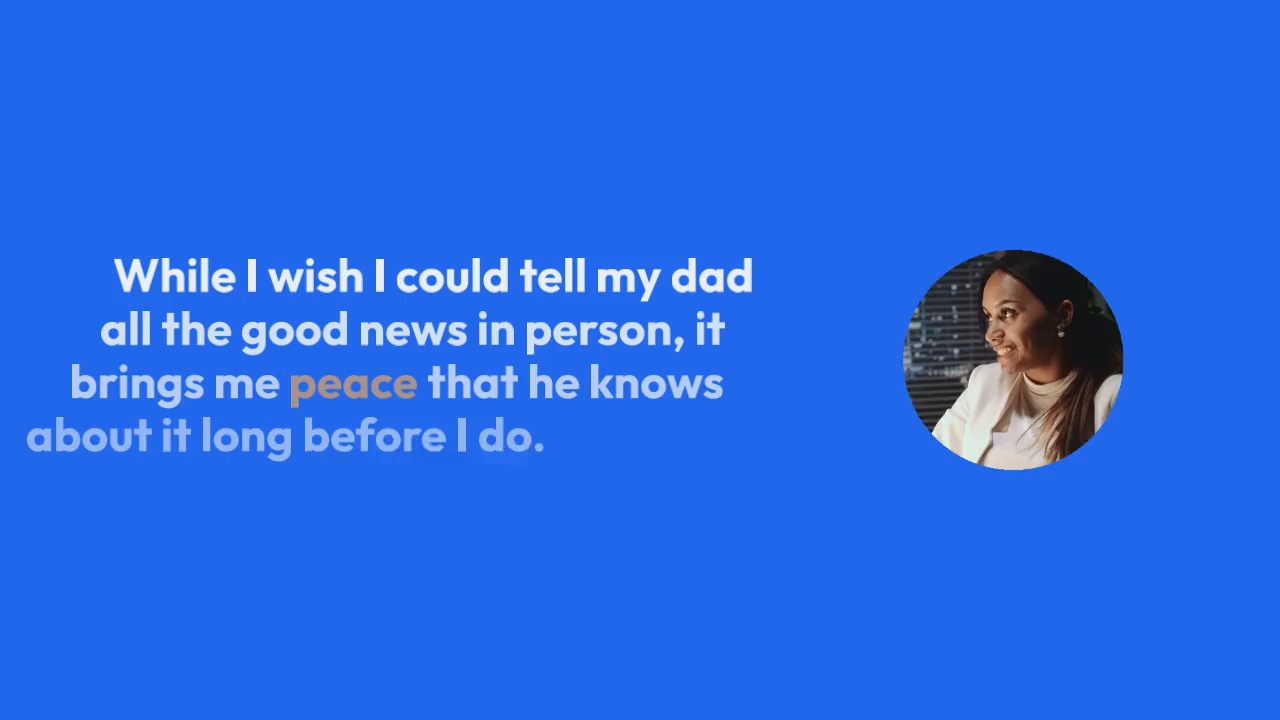 While I wish I could tell my dad
all the good news in person, it
brings me peace that he knows
about it long before I do.